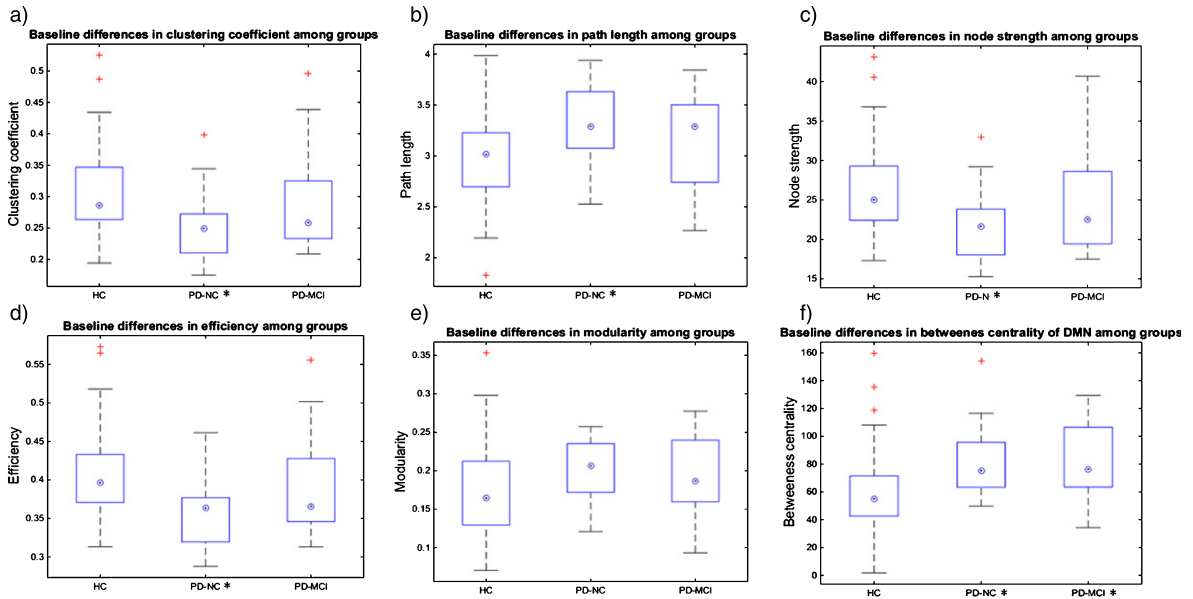 a)
Baseline differences in clustering coefficient among groups
Clustering coefficient
0.5
0.45
0.4
0.35
0.3
0.25
0.2
HC
PD-NC *
PD-MCI
b)
Baseline differences in path length among groups
Path length
4
3.5
3
2.5
2
HC
PD-NC *
PD-MCI
c)
Baseline differences in node strength among groups
Node strength
40
35
30
25
20
15
HC
PD-N *
PD-MCI
d)
Baseline differences in efficiency among groups
Efficiency
0.55
0.5
0.45
0.4
0.35
0.3
HC
PD-NC *
PD-MCI
e)
Baseline differences in modularity among groups
Modularity
0.35
0.3
0.25
0.2
0.15
0.1
HC
PD-NC
PD-MCI
f)
Baseline differences in betweenes centrality of DMN among groups
Betweeness centrality
160
140
120
100
80
60
40
20
0
HC
PD-NC *
PD-MCI *